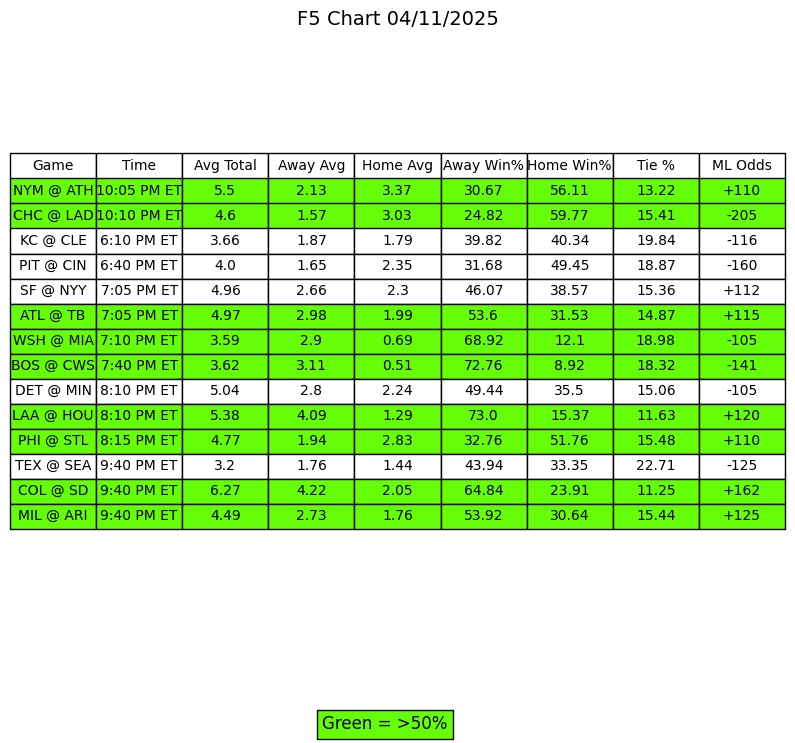 F5 Chart 04/11/2025
Game Time Avg Total Away Avg Home Avg Away Win% Home Win% Tie % ML Odds
NYM @ ATH 10:05 PM ET 5.5 2.13 3.37 30.67 56.11 13.22 +110
CHC @ LAD 10:10 PM ET 4.6 1.57 3.03 24.82 59.77 15.41 -205
KC @ CLE 6:10 PM ET 3.66 1.87 1.79 39.82 40.34 19.84 -116
PIT @ CIN 6:40 PM ET 4.0 1.65 2.35 31.68 49.45 18.87 -160
SF @ NYY 7:05 PM ET 4.96 2.66 2.3 46.07 38.57 15.36 +112
ATL @ TB 7:05 PM ET 4.97 2.98 1.99 53.6 31.53 14.87 +115
WSH @ MIA 7:10 PM ET 3.59 2.9 0.69 68.92 12.1 18.98 -105
BOS @ CWS 7:40 PM ET 3.62 3.11 0.51 72.76 8.92 18.32 -141
DET @ MIN 8:10 PM ET 5.04 2.8 2.24 49.44 35.5 15.06 -105
LAA @ HOU 8:10 PM ET 5.38 4.09 1.29 73.0 15.37 11.63 +120
PHI @ STL 8:15 PM ET 4.77 1.94 2.83 32.76 51.76 15.48 +110
TEX @ SEA 9:40 PM ET 3.2 1.76 1.44 43.94 33.35 22.71 -125
COL @ SD 9:40 PM ET 6.27 4.22 2.05 64.84 23.91 11.25 +162
MIL @ ARI 9:40 PM ET 4.49 2.73 1.76 53.92 30.64 15.44 +125
Green = >50%